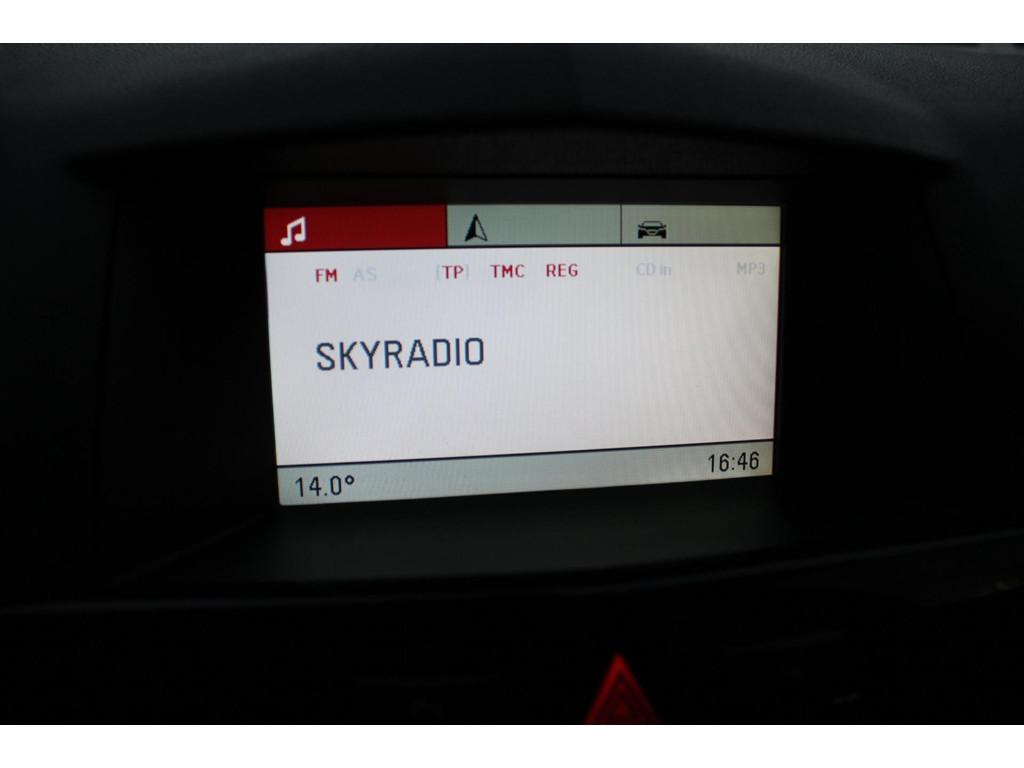 FM AS [TP] TMC REG CD in MP3
SKYRADIO
14.0° 16:46